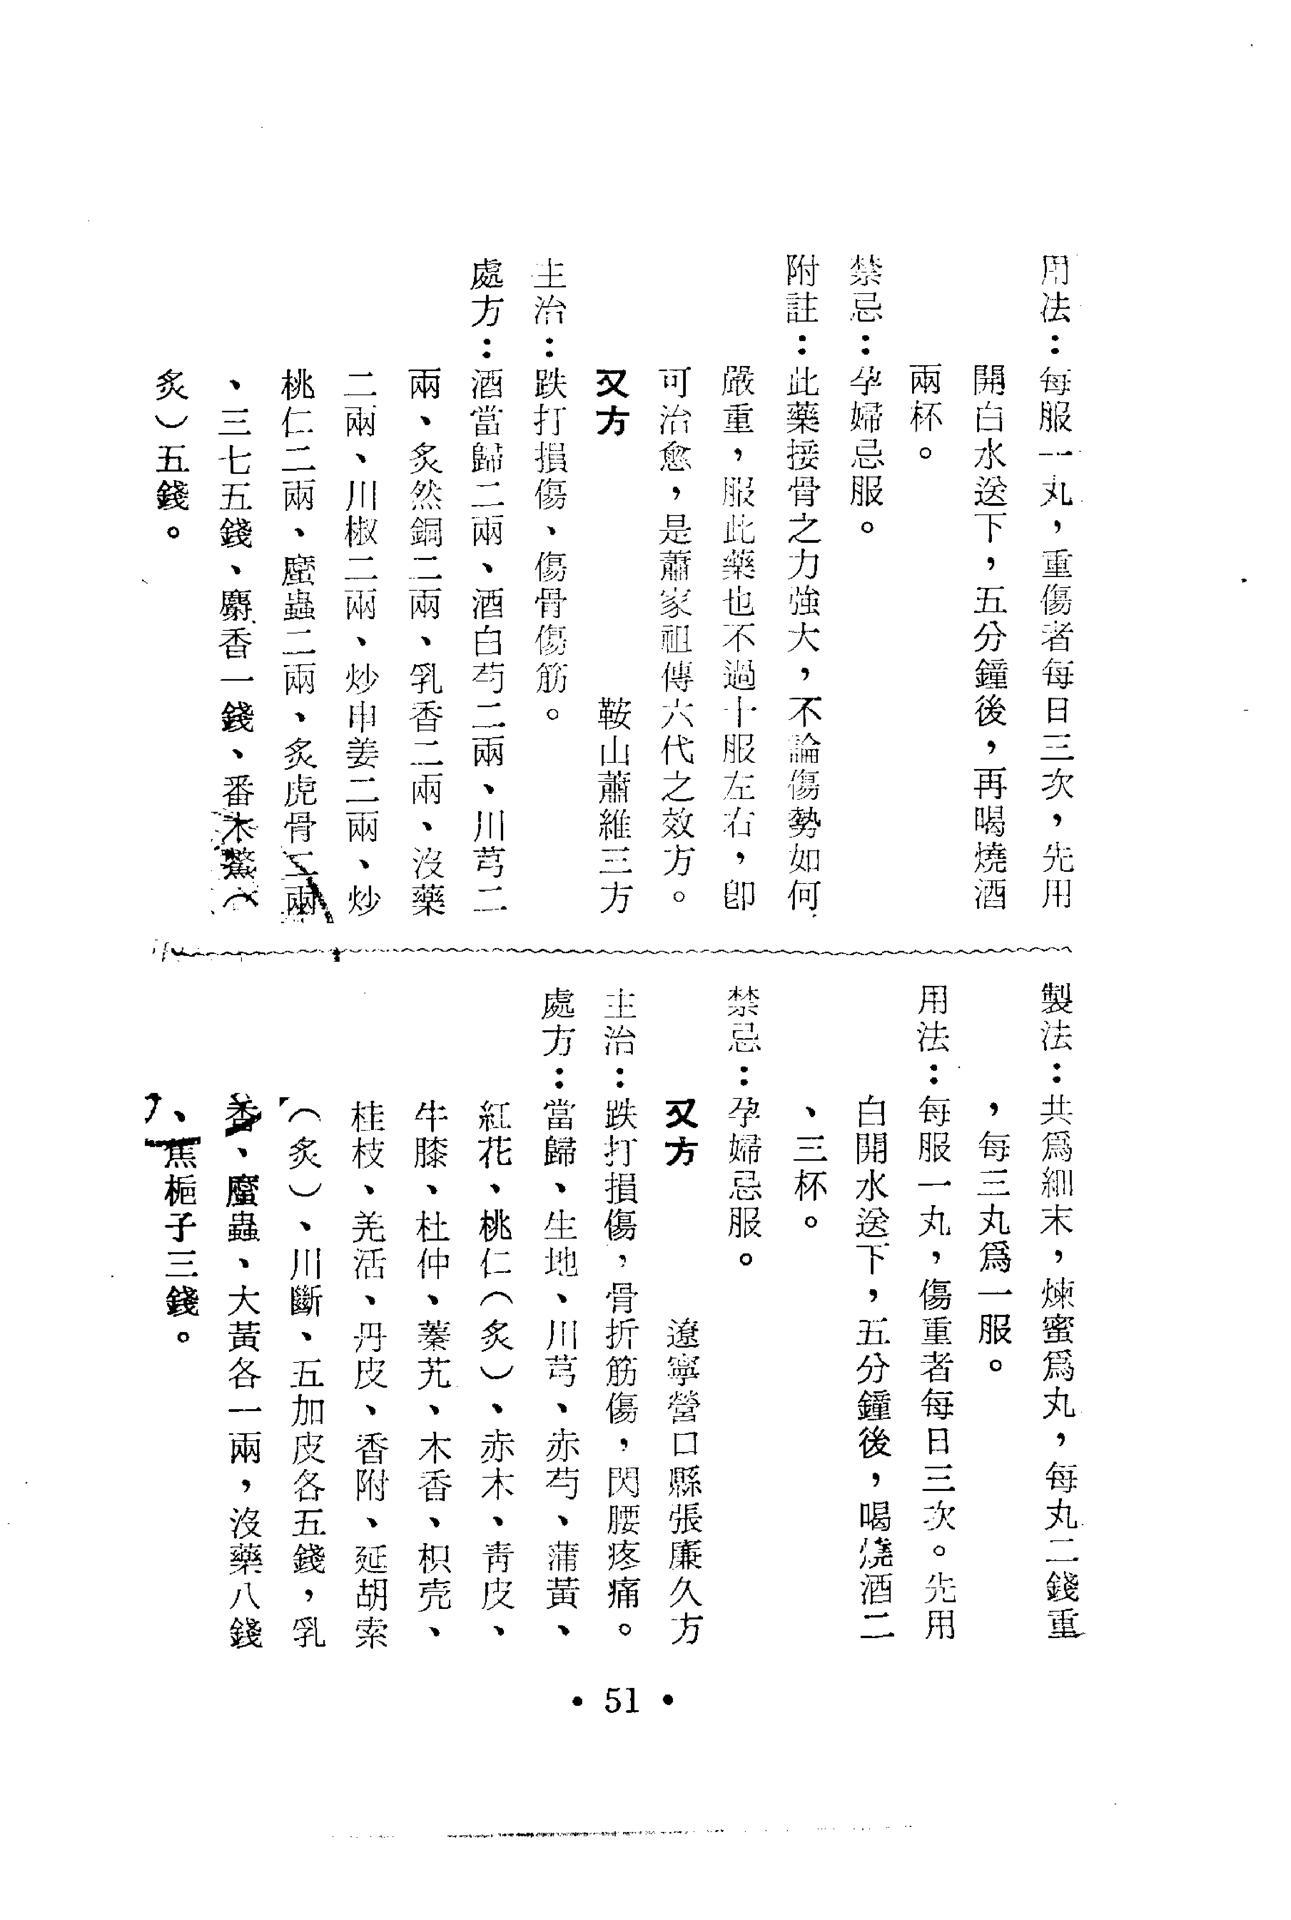 用法：每服一丸，重傷者每日三次，先用
開白水送下，五分鐘後，再喝燒酒
兩杯。
禁忌：孕婦忌服。
附註：此藥接骨之力強大，不論傷勢如何
嚴重，服此藥也不過十服左右，卽
可治愈，是蕭家祖傳六代之效方。
又方　鞍山蕭維三方
主治：跌打損傷、傷骨傷筋。
處方：酒當歸二兩、酒白芍二兩、川芎二
兩、炙然銅二兩、乳香二兩、沒藥
二兩、川椒二兩、炒申姜二兩、炒
桃仁二兩、䗪蟲二兩、炙虎骨二兩
、三七五錢、麝香一錢、番木鱉（
炙）五錢。
製法：共爲細末，煉蜜爲丸，每丸二錢重
，每三丸爲一服。
用法：每服一丸，傷重者每日三次。先用
白開水送下，五分鐘後，喝燒酒二
、三杯。
禁忌：孕婦忌服。
又方　遼寧營口縣張廉久方
主治：跌打損傷，骨折筋傷，閃腰疼痛。
處方：當歸、生地、川芎、赤芍、蒲黃、
紅花、桃仁（炙）、赤木、靑皮、
牛膝、杜仲、蓁艽、木香、枳壳、
桂枝、羌活、丹皮、香附、延胡索
（炙）、川斷、五加皮各五錢，乳
香、䗪蟲、大黃各一兩，沒藥八錢
、焦梔子三錢。
• 51 •